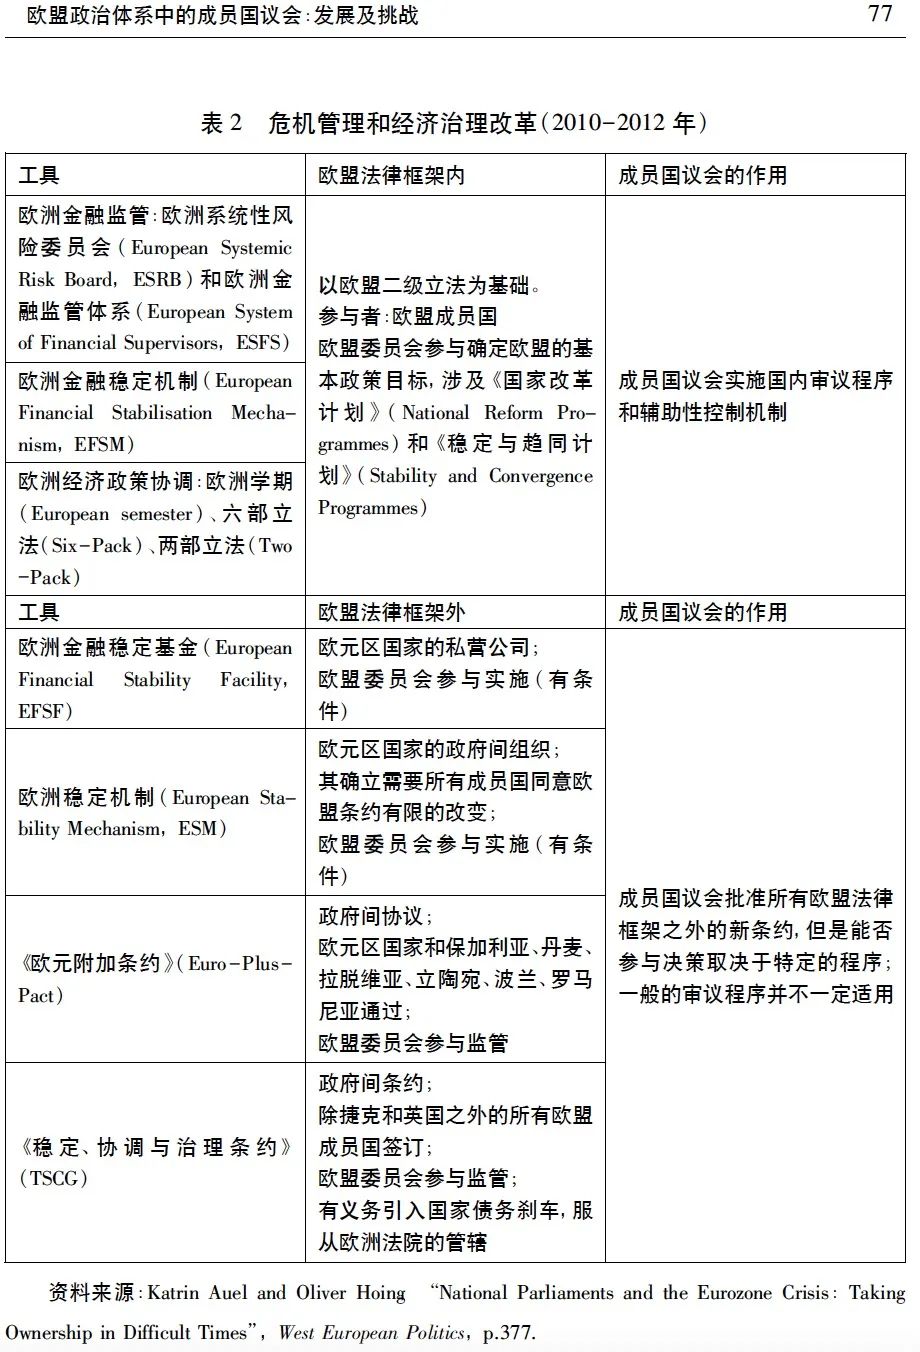 欧盟政治体系中的成员国议会:发展及挑战 77
表 2 危机管理和经济治理改革(2010-2012 年)
工具 欧盟法律框架内 成员国议会的作用
欧洲金融监管:欧洲系统性风
险委员会(European Systemic
Risk Board, ESRB)和欧洲金
融监管体系(European System
of Financial Supervisors, ESFS)
欧洲金融稳定机制(European
Financial Stabilisation Mecha-
nism, EFSM)
欧洲经济政策协调:欧洲学期
(European semester)、六部立
法(Six-Pack)、两部立法(Two
-Pack)
以欧盟二级立法为基础。
参与者:欧盟成员国
欧盟委员会参与确定欧盟的基
本政策目标,涉及《国家改革
计划》(National Reform Pro-
grammes)和《稳定与趋同计
划》(Stability and Convergence
Programmes)
成员国议会实施国内审议程序
和辅助性控制机制
工具 欧盟法律框架外 成员国议会的作用
欧洲金融稳定基金(European
Financial Stability Facility,
EFSF)
欧元区国家的私营公司;
欧盟委员会参与实施(有条
件)
欧洲稳定机制(European Sta-
bility Mechanism, ESM)
欧元区国家的政府间组织;
其确立需要所有成员国同意欧
盟条约有限的改变;
欧盟委员会参与实施(有条
件)
《欧元附加条约》(Euro-Plus-
Pact)
政府间协议;
欧元区国家和保加利亚、丹麦、
拉脱维亚、立陶宛、波兰、罗马
尼亚通过;
欧盟委员会参与监管
《稳定、协调与治理条约》
(TSCG)
政府间条约;
除捷克和英国之外的所有欧盟
成员国签订;
欧盟委员会参与监管;
有义务引入国家债务刹车,服
从欧洲法院的管辖
成员国议会批准所有欧盟法律
框架之外的新条约,但是能否
参与决策取决于特定的程序;
一般的审议程序并不一定适用
资料来源:Katrin Auel and Oliver Hoing, “National Parliaments and the Eurozone Crisis: Taking
Ownership in Difficult Times”, West European Politics, p.377.